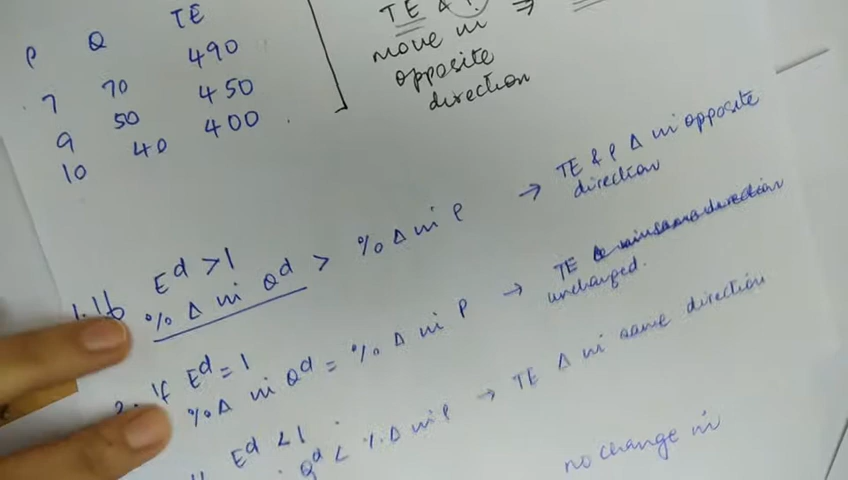 P Q TE
7 70 490
9 50 450
10 40 400
TE & P.
move in ⇒
opposite
direction
1. If Ed >1
% Δ in Qd > % Δ in P → TE & P Δ in opposite
direction
2. If Ed = 1
% Δ in Qd = % Δ in P → TE
unchanged.
Ed < 1
Qd < % Δ in P → TE Δ in same direction
no change in